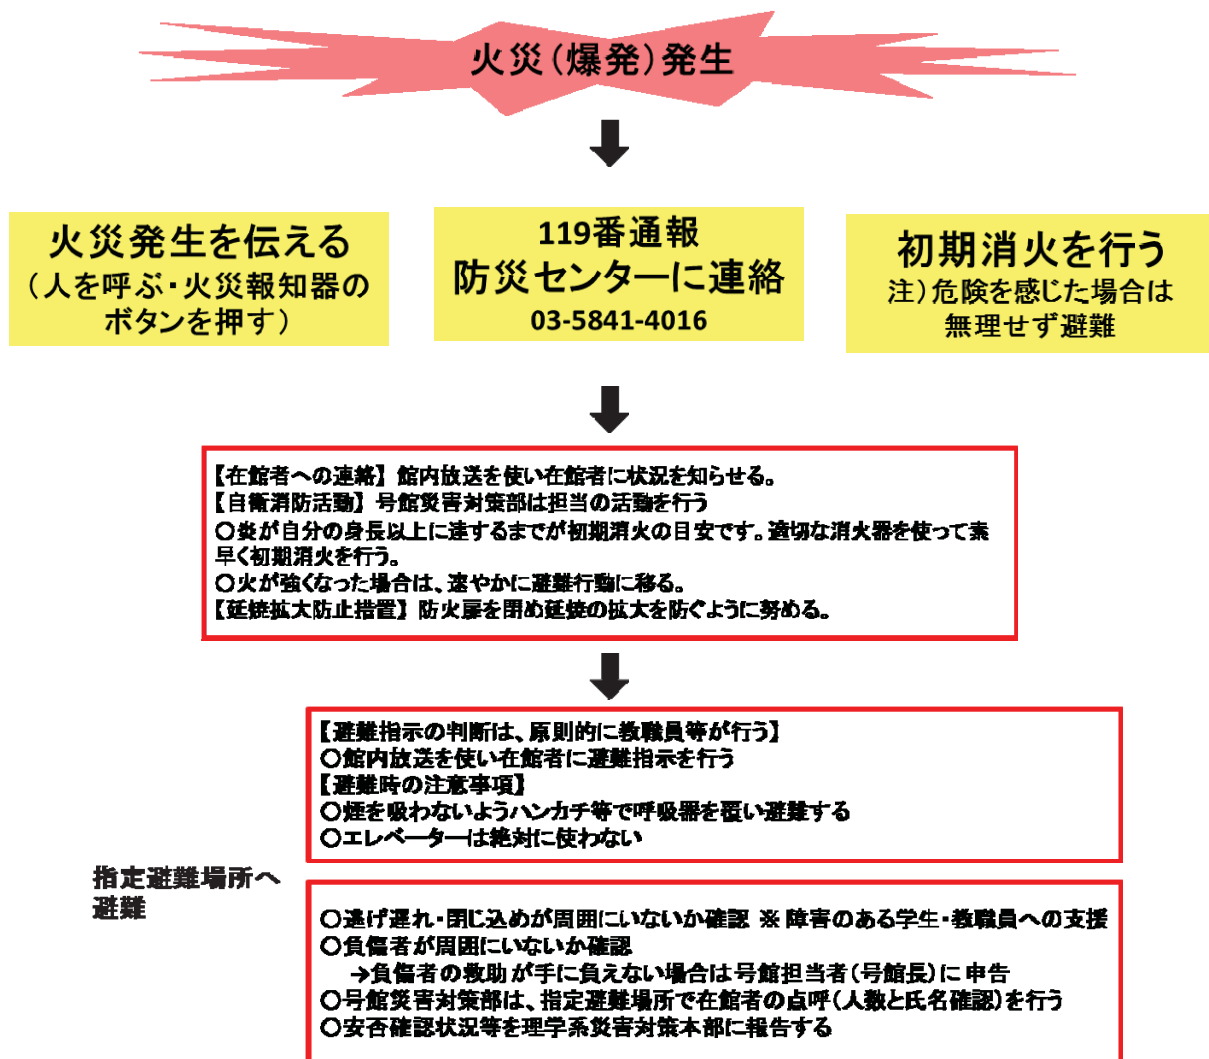 火災（爆発）発生
火災発生を伝える
（人を呼ぶ・火災報知器の
ボタンを押す）
119番通報
防災センターに連絡
03-5841-4016
初期消火を行う
注）危険を感じた場合は
無理せず避難
【在館者への連絡】 館内放送を使い在館者に状況を知らせる。
【自衛消防活動】 号館災害対策部は担当の活動を行う
○炎が自分の身長以上に達するまでが初期消火の目安です。適切な消火器を使って素
早く初期消火を行う。
○火が強くなった場合は、速やかに避難行動に移る。
【延焼拡大防止措置】 防火扉を閉め延焼の拡大を防ぐように努める。
【避難指示の判断は、原則的に教職員等が行う】
○館内放送を使い在館者に避難指示を行う
【避難時の注意事項】
○煙を吸わないようハンカチ等で呼吸器を覆い避難する
○エレベーターは絶対に使わない
指定避難場所へ
避難
○逃げ遅れ・閉じ込めが周囲にいないか確認 ※ 障害のある学生・教職員への支援
○負傷者が周囲にいないか確認
→負傷者の救助が手に負えない場合は号館担当者（号館長）に申告
○号館災害対策部は、指定避難場所で在館者の点呼（人数と氏名確認）を行う
○安否確認状況等を理学系災害対策本部に報告する